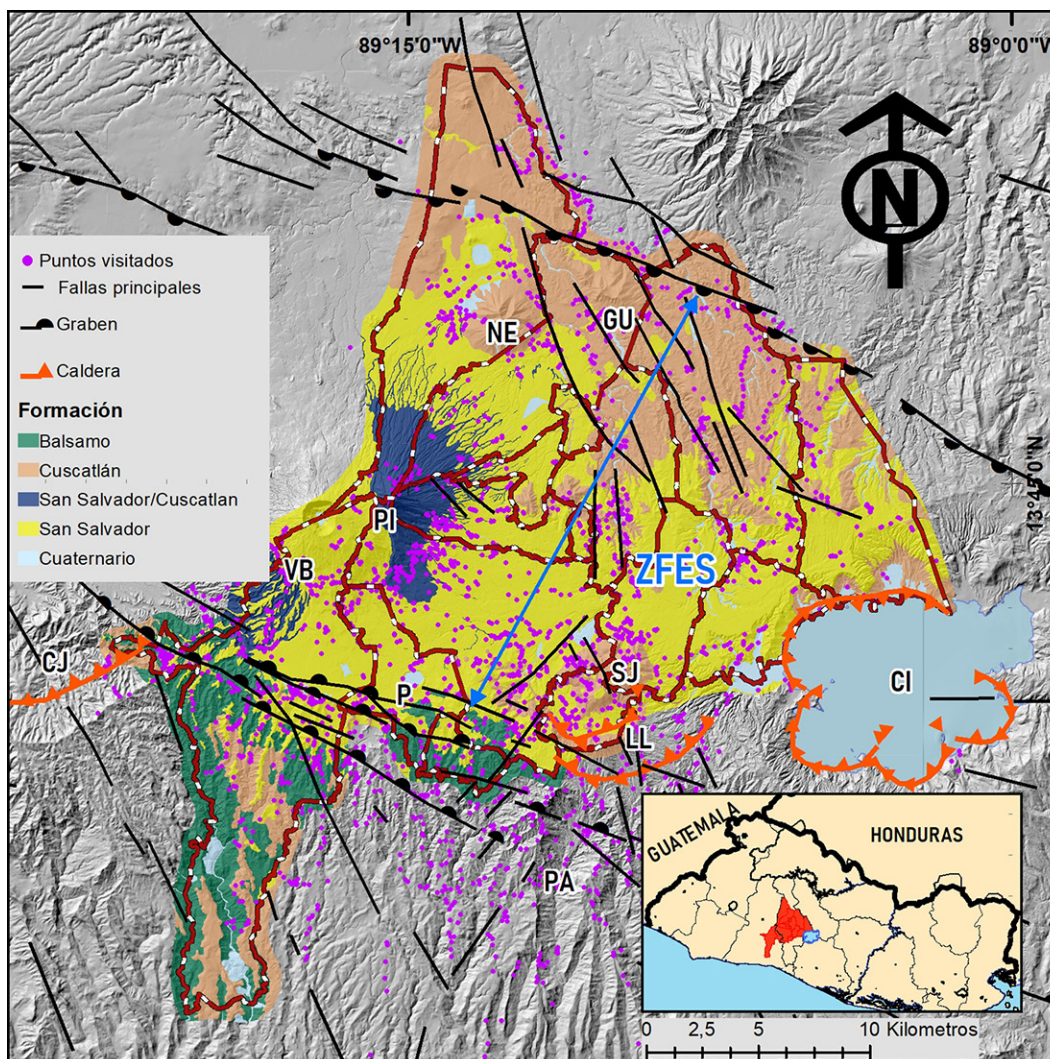 89°15'0"W
89°0'0"W
N
Puntos visitados
Fallas principales
Graben
Caldera
Formación
Balsamo
Cuscatlán
San Salvador/Cuscatlan
San Salvador
Cuaternario
NE
GU
13°45'0"N
PI
VB
ZFES
CJ
SJ
CI
P
LL
PA
GUATEMALA
HONDURAS
0 2,5 5 10 Kilometros